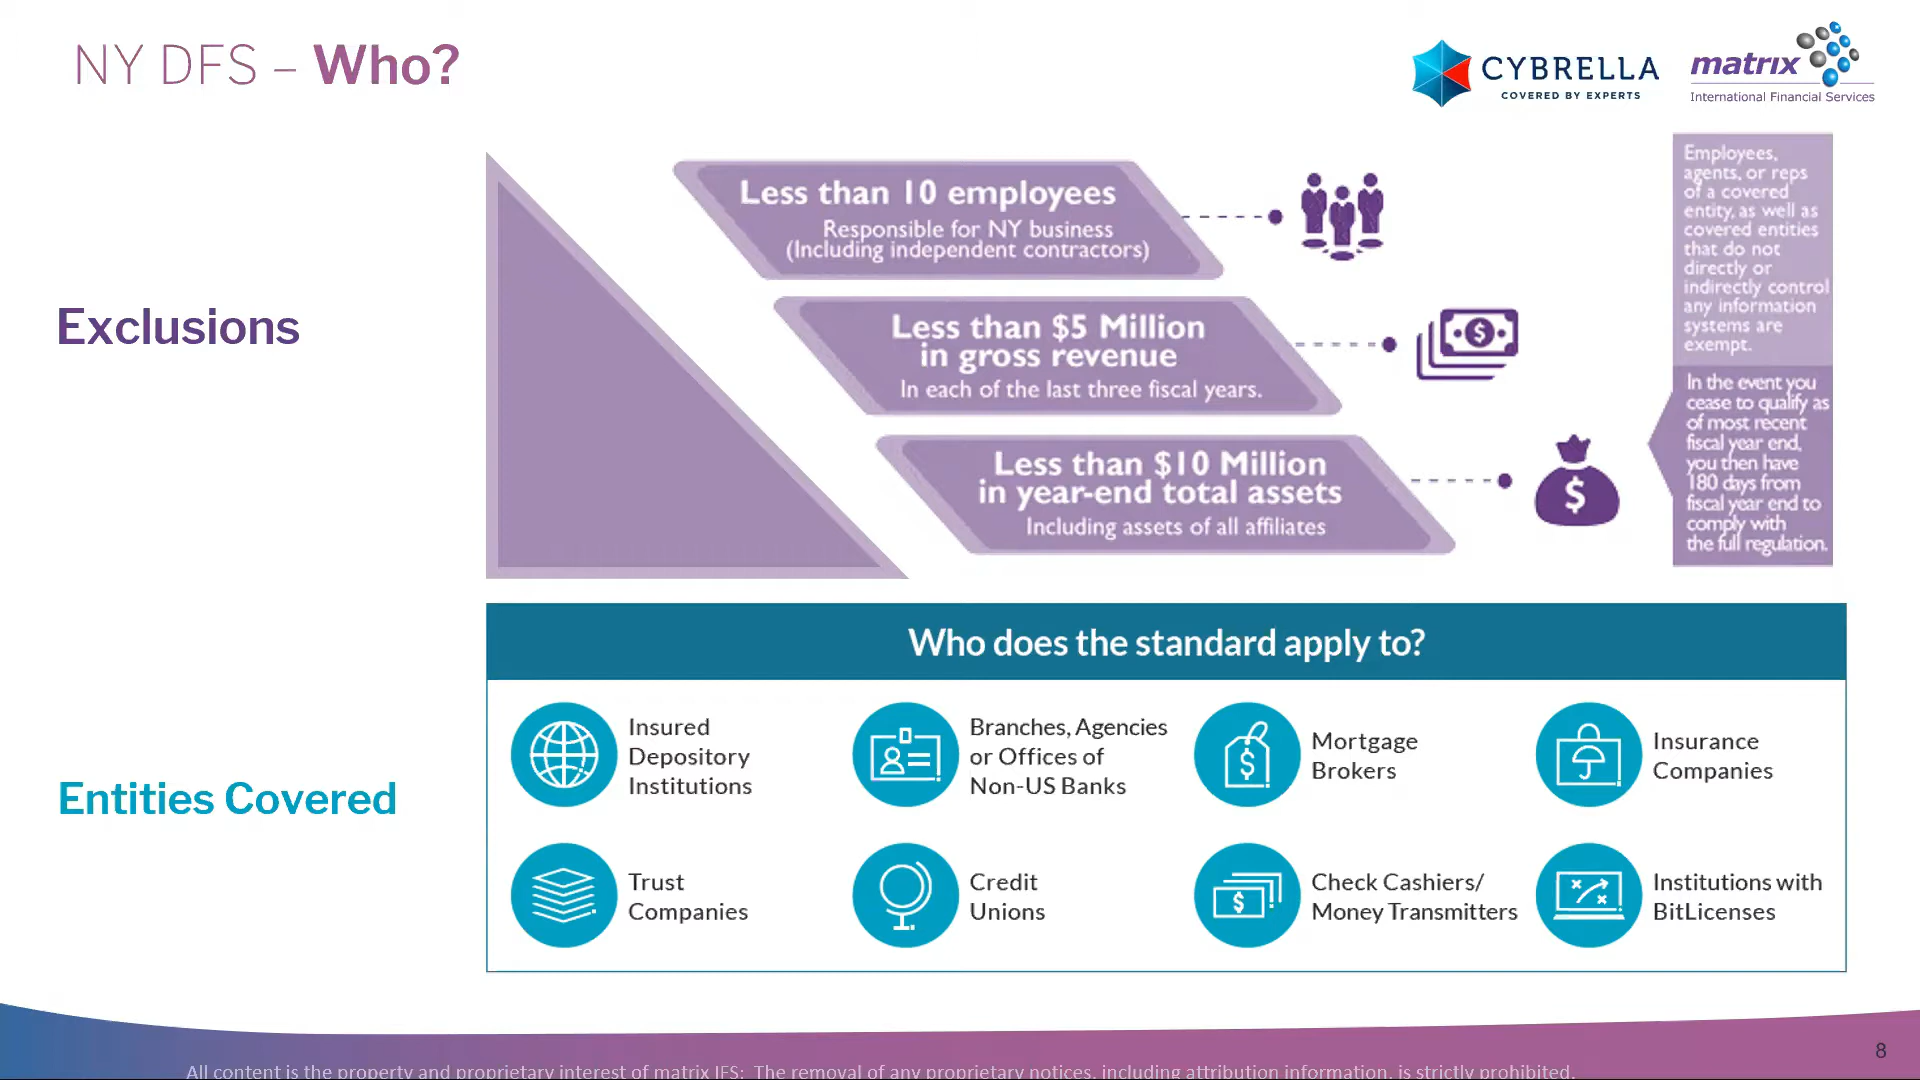 NY DFS – Who?
CYBRELLA
COVERED BY EXPERTS
matrix
International Financial Services
Exclusions
Less than 10 employees
Responsible for NY business
(Including independent contractors)
Less than $5 Million
in gross revenue
In each of the last three fiscal years.
Less than $10 Million
in year-end total assets
Including assets of all affiliates
Employees,
agents, or reps
of a covered
entity, as well as
covered entities
that do not
directly or
indirectly control
any information
systems are
exempt.
In the event you
cease to qualify as
of most recent
fiscal year end,
you then have
180 days from
fiscal year end to
comply with
the full regulation.
Entities Covered
Who does the standard apply to?
Insured
Depository
Institutions
Branches, Agencies
or Offices of
Non-US Banks
Mortgage
Brokers
Insurance
Companies
Trust
Companies
Credit
Unions
Check Cashiers/
Money Transmitters
Institutions with
BitLicenses
8
All content is the property and proprietary interest of matrix IFS; The removal of any proprietary notices, including attribution information, is strictly prohibited.